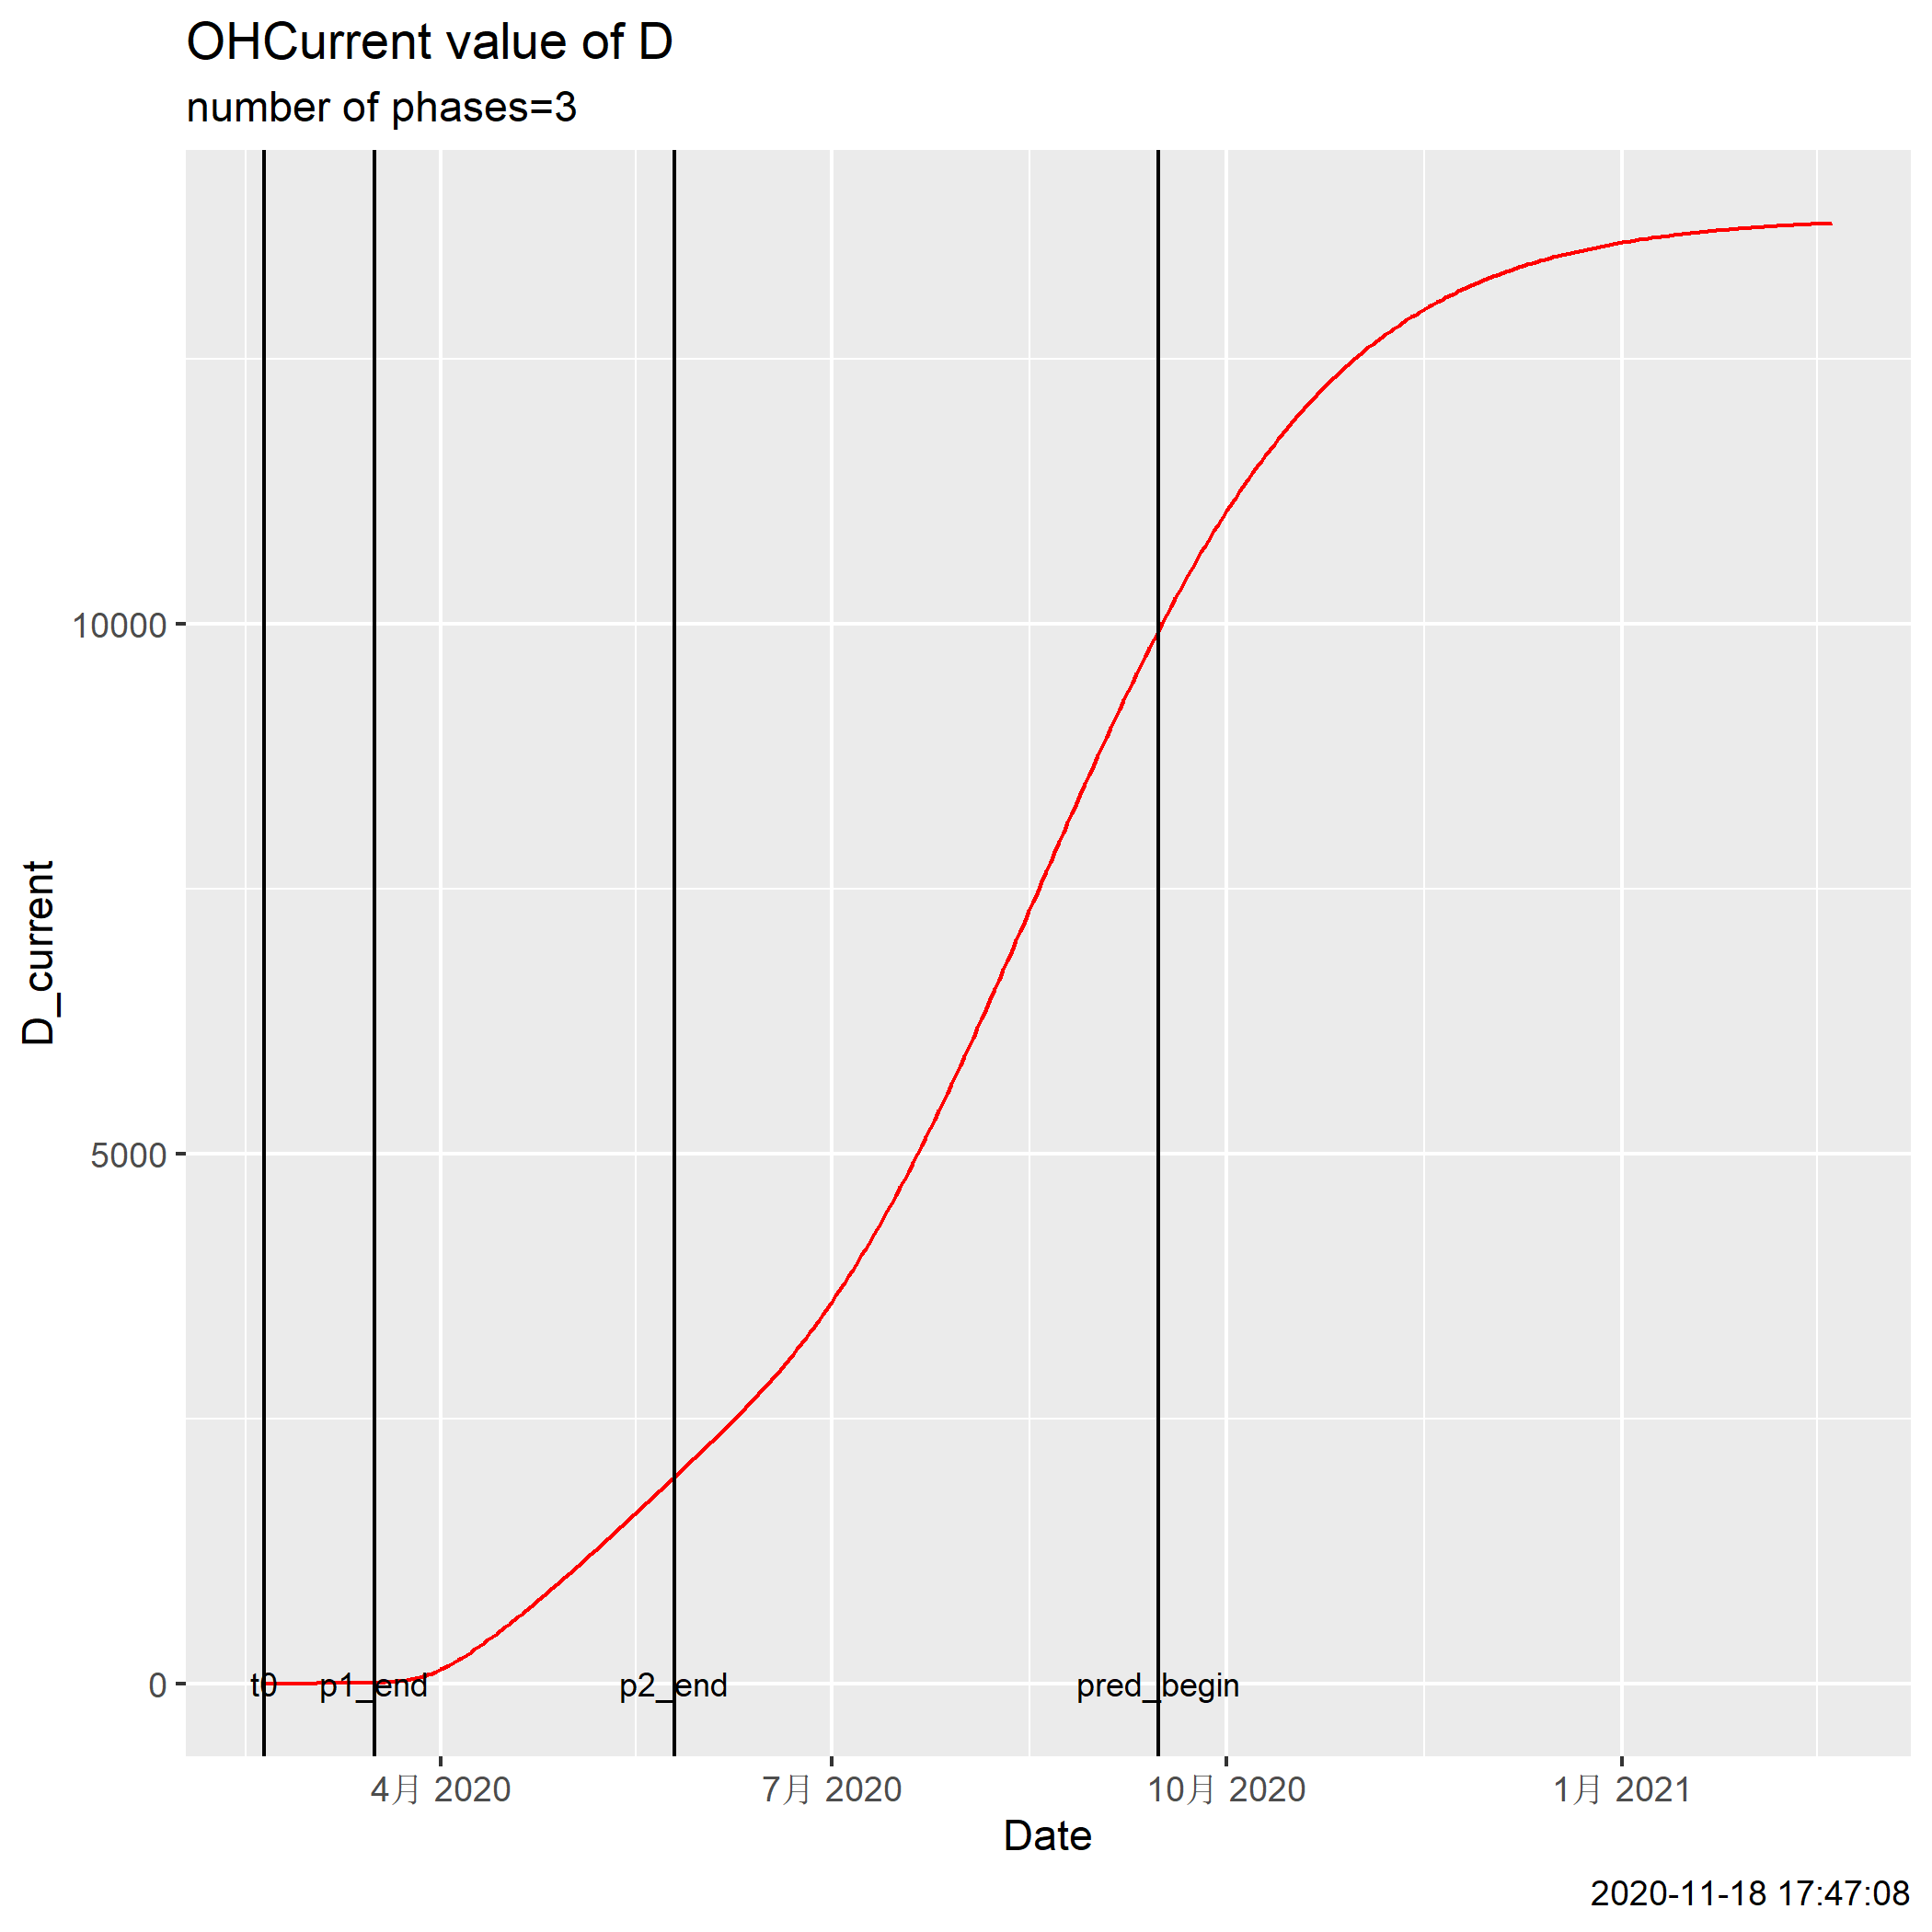 OHCurrent value of D
number of phases=3
D_current
10000
5000
0
t0 p1_end p2_end pred_begin
4月 2020 7月 2020 10月 2020 1月 2021
Date
2020-11-18 17:47:08